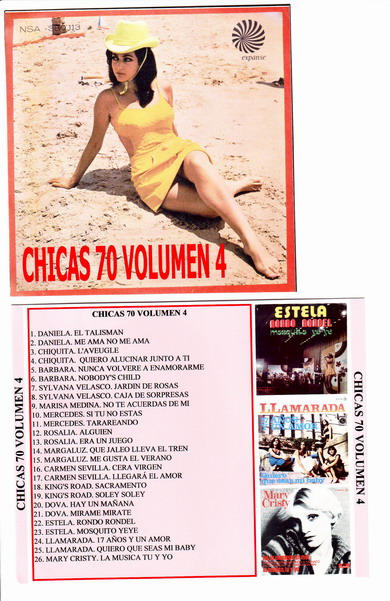 NSA - S
expanse
CHICAS 70 VOLUMEN 4
CHICAS 70 VOLUMEN 4
1. DANIELA. EL TALISMAN
2. DANIELA. ME AMA NO ME AMA
3. CHIQUITA. L'AVEUGLE
4. CHIQUITA. QUIERO ALUCINAR JUNTO A TI
5. BARBARA. NUNCA VOLVERE A ENAMORARME
6. BARBARA. NOBODY'S CHILD
7. SYLVANA VELASCO. JARDIN DE ROSAS
8. SYLVANA VELASCO. CAJA DE SORPRESAS
9. MARISA MEDINA. NO TE ACUERDAS DE MI
10. MERCEDES. SI TU NO ESTAS
11. MERCEDES. TARAREANDO
12. ROSALIA. ALGUIEN
13. ROSALIA. ERA UN JUEGO
14. MARGALUZ. QUE JALEO LLEVA EL TREN
15. MARGALUZ. ME GUSTA EL VERANO
16. CARMEN SEVILLA. CERA VIRGEN
17. CARMEN SEVILLA. LLEGARÁ EL AMOR
18. KING'S ROAD. SACRAMENTO
19. KING'S ROAD. SOLEY SOLEY
20. DOVA. HAY UN MAÑANA
21. DOVA. MIRAME MIRATE
22. ESTELA. RONDO RONDEL
23. ESTELA. MOSQUITO YEYE
24. LLAMARADA. 17 AÑOS Y UN AMOR
25. LLAMARADA. QUIERO QUE SEAS MI BABY
26. MARY CRISTY. LA MUSICA TU Y YO
CHICAS 70 VOLUMEN 4
ESTELA
RONDO RONDEL
mosquito yeye
LLAMARADA
Mary
Cristy
CHICAS 70 VOLUMEN 4